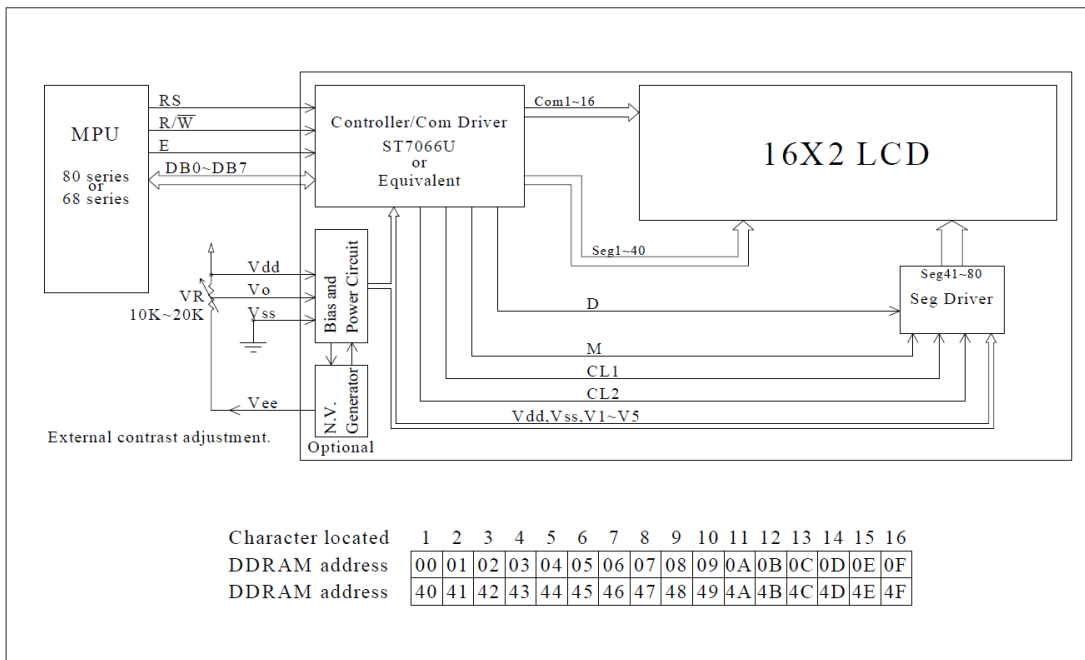 MPU
80 series
or
68 series
RS
R/W̅
E
DB0~DB7
Controller/Com Driver
ST7066U
or
Equivalent
Com1~16
16X2 LCD
Seg1~40
Seg41~80
Seg Driver
Vdd
Vo
Vss
VR
10K~20K
Bias and
Power Circuit
D
M
CL1
CL2
Vdd,Vss,V1~V5
N.V.
Generator
Vee
Optional
External contrast adjustment.
Character located 1 2 3 4 5 6 7 8 9 10 11 12 13 14 15 16
DDRAM address 00 01 02 03 04 05 06 07 08 09 0A 0B 0C 0D 0E 0F
DDRAM address 40 41 42 43 44 45 46 47 48 49 4A 4B 4C 4D 4E 4F